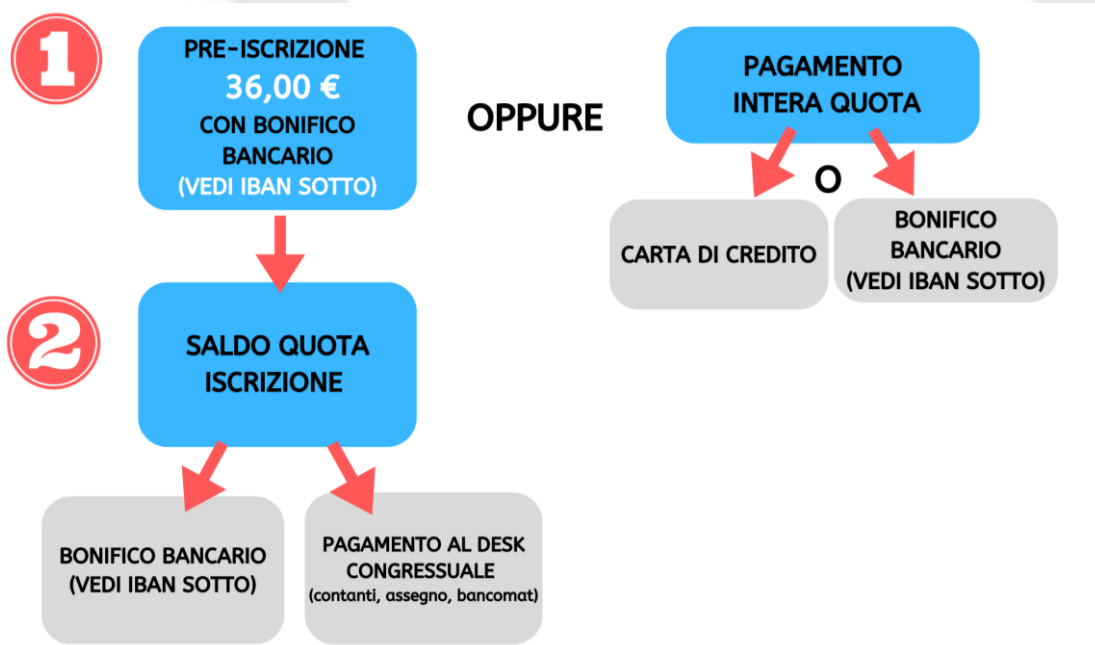 1
PRE-ISCRIZIONE
36,00 €
CON BONIFICO
BANCARIO
(VEDI IBAN SOTTO)
OPPURE
PAGAMENTO
INTERA QUOTA
O
CARTA DI CREDITO
BONIFICO
BANCARIO
(VEDI IBAN SOTTO)
2
SALDO QUOTA
ISCRIZIONE
BONIFICO BANCARIO
(VEDI IBAN SOTTO)
PAGAMENTO AL DESK
CONGRESSUALE
(contanti, assegno, bancomat)